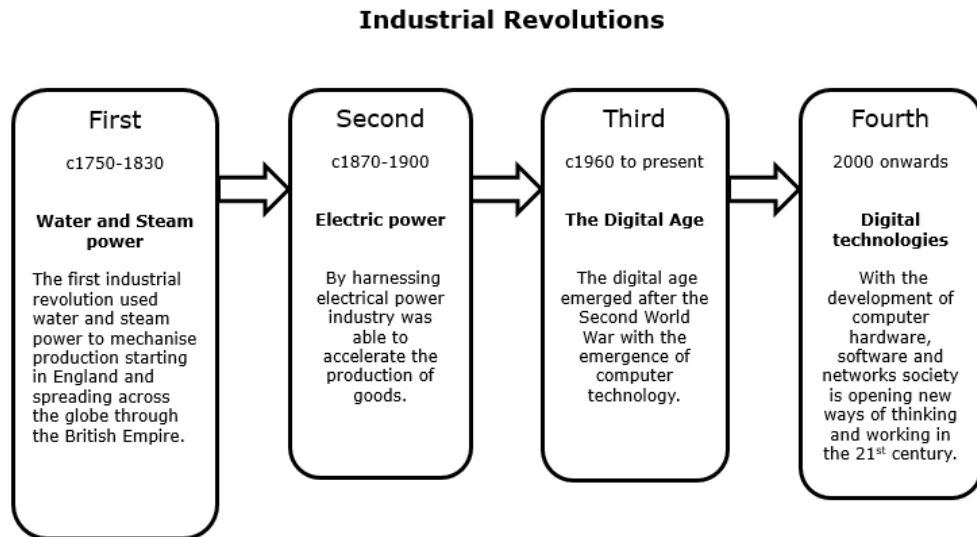 Industrial Revolutions
First
c1750-1830
Water and Steam
power
The first industrial
revolution used
water and steam
power to mechanise
production starting
in England and
spreading across
the globe through
the British Empire.
Second
c1870-1900
Electric power
By harnessing
electrical power
industry was
able to
accelerate the
production of
goods.
Third
c1960 to present
The Digital Age
The digital age
emerged after the
Second World
War with the
emergence of
computer
technology.
Fourth
2000 onwards
Digital
technologies
With the
development of
computer
hardware,
software and
networks society
is opening new
ways of thinking
and working in
the 21st century.